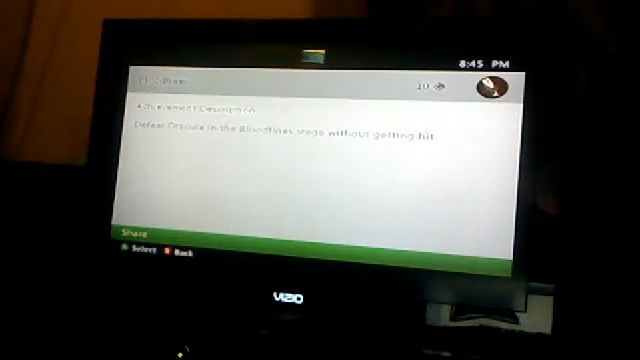 8:45 PM
Bloodlines
10 G
Achievement Description
Defeat Dracula in the Bloodlines stage without getting hit.
Share
A Select B Back
VIZIO